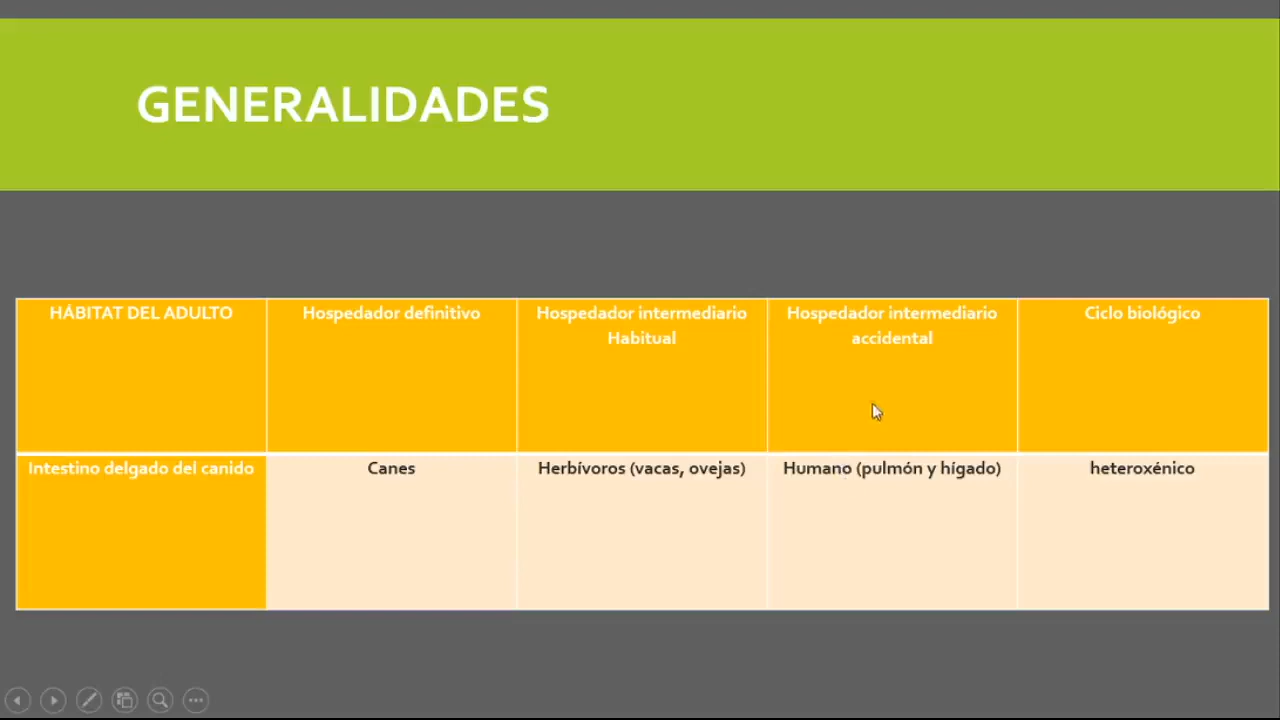 GENERALIDADES
HÁBITAT DEL ADULTO
Hospedador definitivo
Hospedador intermediario
Habitual
Hospedador intermediario
accidental
Ciclo biológico
Intestino delgado del canido
Canes
Herbívoros (vacas, ovejas)
Humano (pulmón y hígado)
heteroxénico